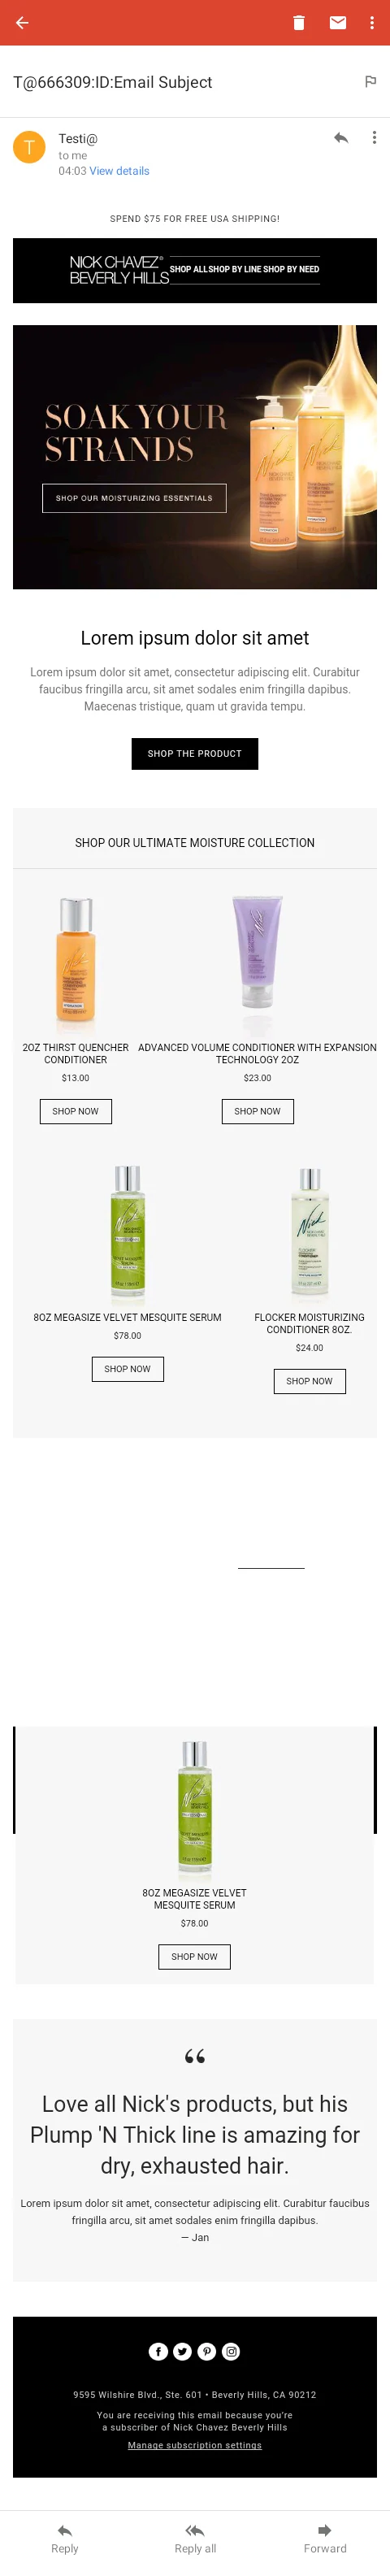 T@666309:ID:Email Subject
T
Testi@
to me
04:03 View details
SPEND $75 FOR FREE USA SHIPPING!
NICK CHAVEZ®
BEVERLY HILLS
SHOP ALLSHOP BY LINE SHOP BY NEED
SOAK YOUR
STRANDS
SHOP OUR MOISTURIZING ESSENTIALS
Nick
Nick
Lorem ipsum dolor sit amet
Lorem ipsum dolor sit amet, consectetur adipiscing elit. Curabitur
faucibus fringilla arcu, sit amet sodales enim fringilla dapibus.
Maecenas tristique, quam ut gravida tempu.
SHOP THE PRODUCT
SHOP OUR ULTIMATE MOISTURE COLLECTION
2OZ THIRST QUENCHER
CONDITIONER
$13.00
SHOP NOW
ADVANCED VOLUME CONDITIONER WITH EXPANSION
TECHNOLOGY 2OZ
$23.00
SHOP NOW
Nick
8OZ MEGASIZE VELVET MESQUITE SERUM
$78.00
SHOP NOW
FLOCKER MOISTURIZING
CONDITIONER 8OZ.
$24.00
SHOP NOW
8OZ MEGASIZE VELVET
MESQUITE SERUM
$78.00
SHOP NOW
“
Love all Nick's products, but his
Plump 'N Thick line is amazing for
dry, exhausted hair.
Lorem ipsum dolor sit amet, consectetur adipiscing elit. Curabitur faucibus
fringilla arcu, sit amet sodales enim fringilla dapibus.
— Jan
9595 Wilshire Blvd., Ste. 601 • Beverly Hills, CA 90212
You are receiving this email because you're
a subscriber of Nick Chavez Beverly Hills
Manage subscription settings
Reply
Reply all
Forward